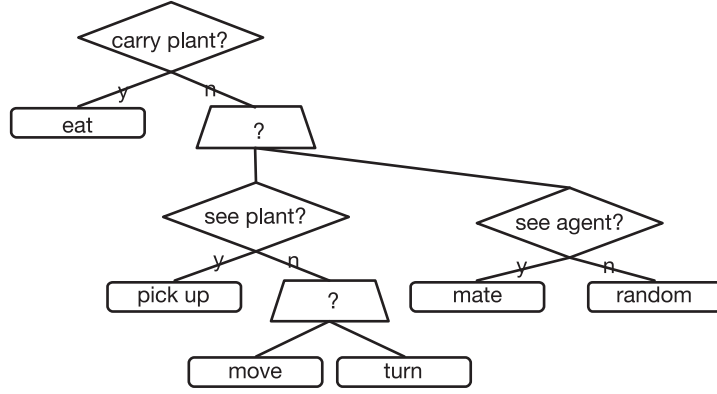 carry plant?
y
n
eat
?
see plant?
see agent?
y
n
y
n
pick up
?
mate
random
move
turn